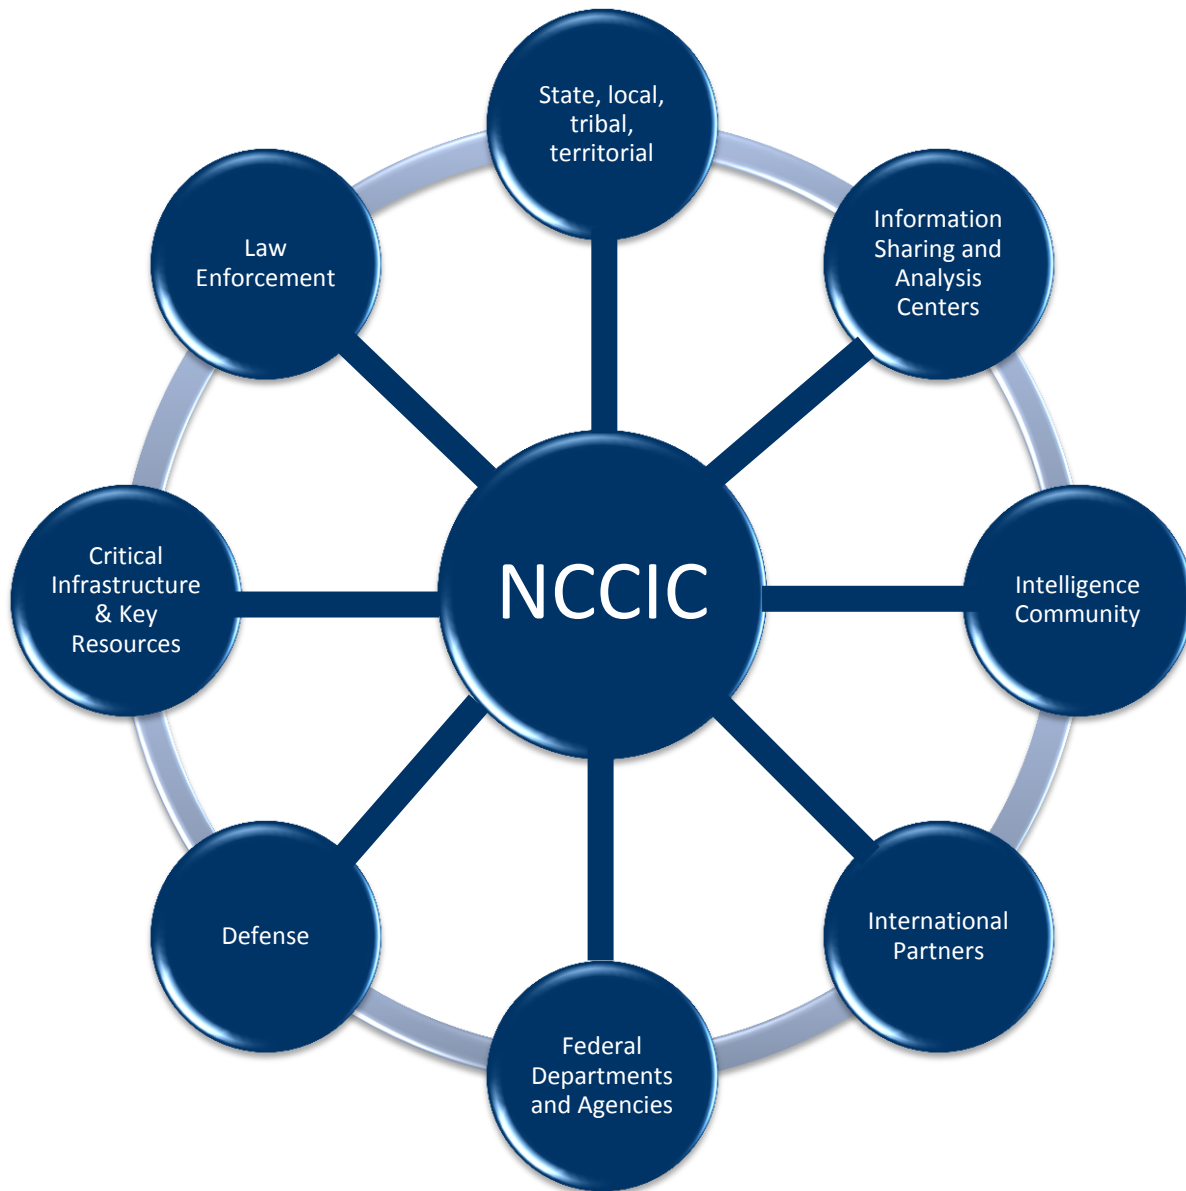 State, local,
tribal,
territorial
Information
Sharing and
Analysis
Centers
Intelligence
Community
International
Partners
Federal
Departments
and Agencies
Defense
Critical
Infrastructure
& Key
Resources
Law
Enforcement
NCCIC